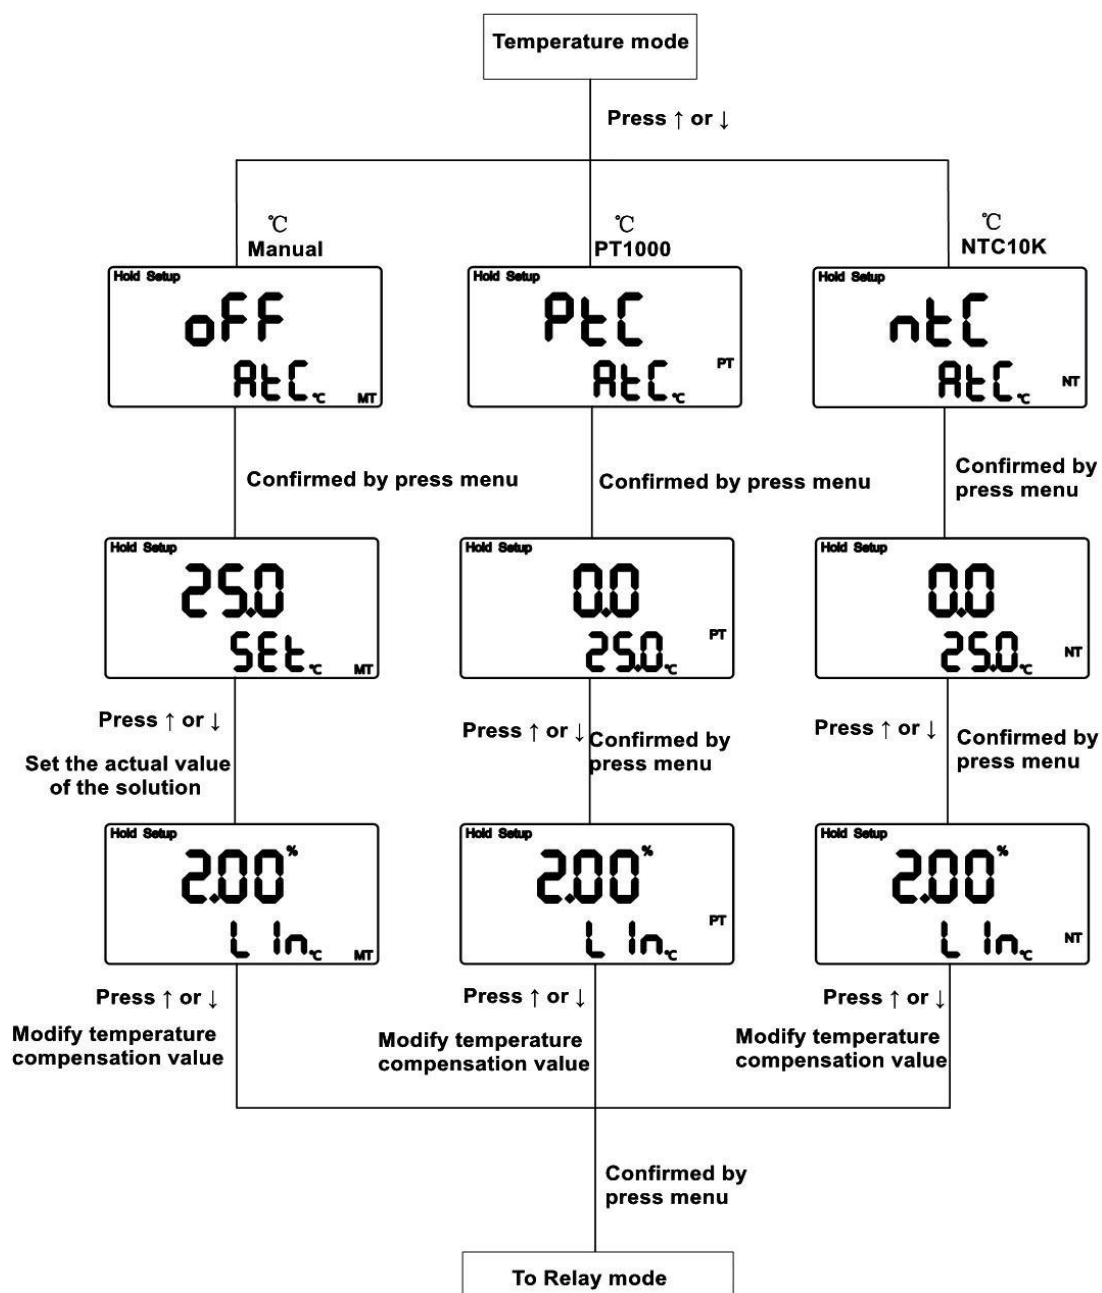 Temperature mode
Press ↑ or ↓
℃
Manual
℃
PT1000
℃
NTC10K
Hold Setup
oFF
AtC ℃ MT
Hold Setup
PtC
PT
AtC ℃
Hold Setup
ntC
AtC ℃ NT
Confirmed by press menu
Confirmed by press menu
Confirmed by
press menu
Hold Setup
25.0
SEt ℃ MT
Hold Setup
0.0
PT
25.0 ℃
Hold Setup
0.0
25.0 ℃ NT
Press ↑ or ↓
Set the actual value
of the solution
Press ↑ or ↓
Confirmed by
press menu
Press ↑ or ↓
Confirmed by
press menu
Hold Setup
2.00 %
LIn ℃ MT
Hold Setup
2.00 %
PT
LIn ℃
Hold Setup
2.00 %
LIn ℃ NT
Press ↑ or ↓
Modify temperature
compensation value
Press ↑ or ↓
Modify temperature
compensation value
Press ↑ or ↓
Modify temperature
compensation value
Confirmed by
press menu
To Relay mode